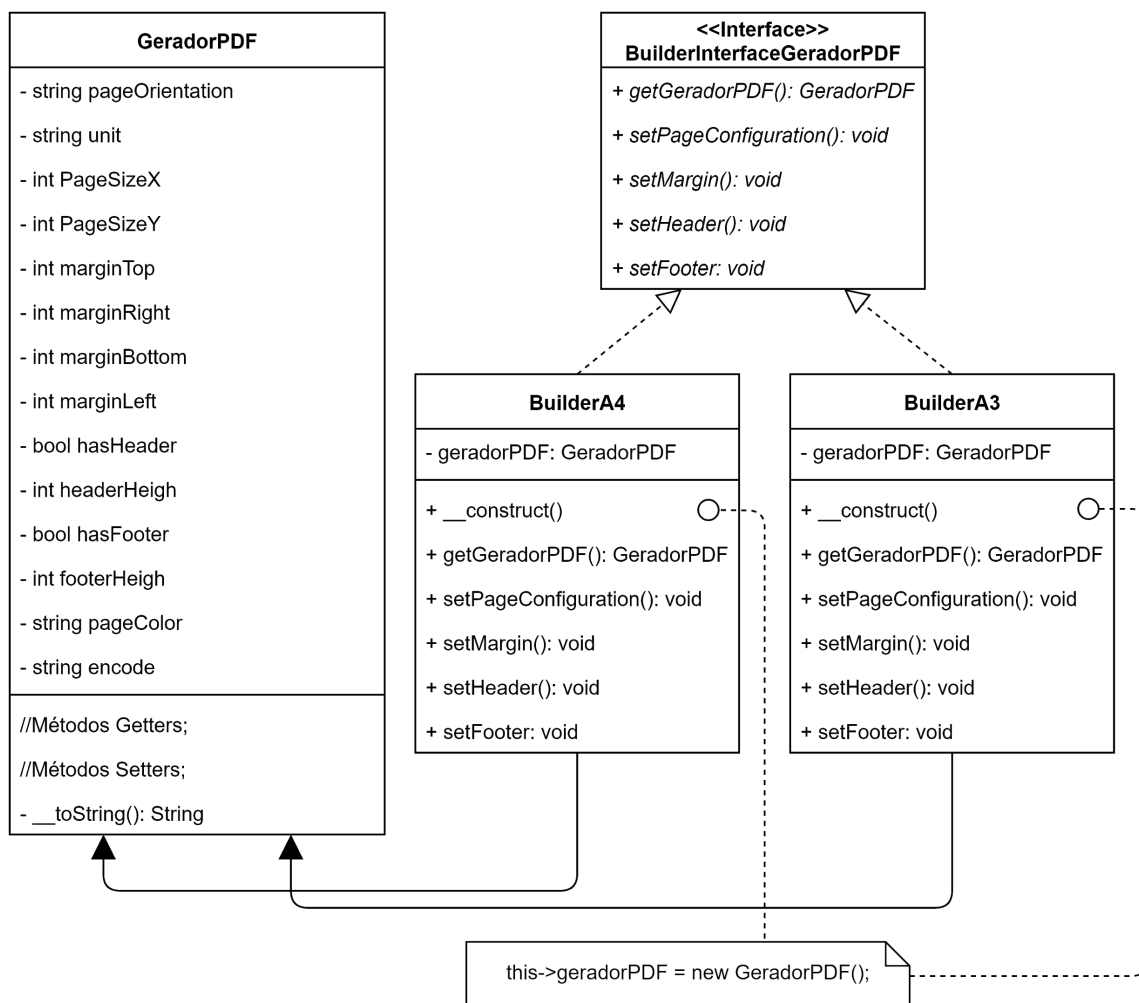 GeradorPDF
- string pageOrientation
- string unit
- int PageSizeX
- int PageSizeY
- int marginTop
- int marginRight
- int marginBottom
- int marginLeft
- bool hasHeader
- int headerHeigh
- bool hasFooter
- int footerHeigh
- string pageColor
- string encode
//Métodos Getters;
//Métodos Setters;
- __toString(): String
<<Interface>>
BuilderInterfaceGeradorPDF
+ getGeradorPDF(): GeradorPDF
+ setPageConfiguration(): void
+ setMargin(): void
+ setHeader(): void
+ setFooter: void
BuilderA4
- geradorPDF: GeradorPDF
+ __construct()
+ getGeradorPDF(): GeradorPDF
+ setPageConfiguration(): void
+ setMargin(): void
+ setHeader(): void
+ setFooter: void
BuilderA3
- geradorPDF: GeradorPDF
+ __construct()
+ getGeradorPDF(): GeradorPDF
+ setPageConfiguration(): void
+ setMargin(): void
+ setHeader(): void
+ setFooter: void
this->geradorPDF = new GeradorPDF();